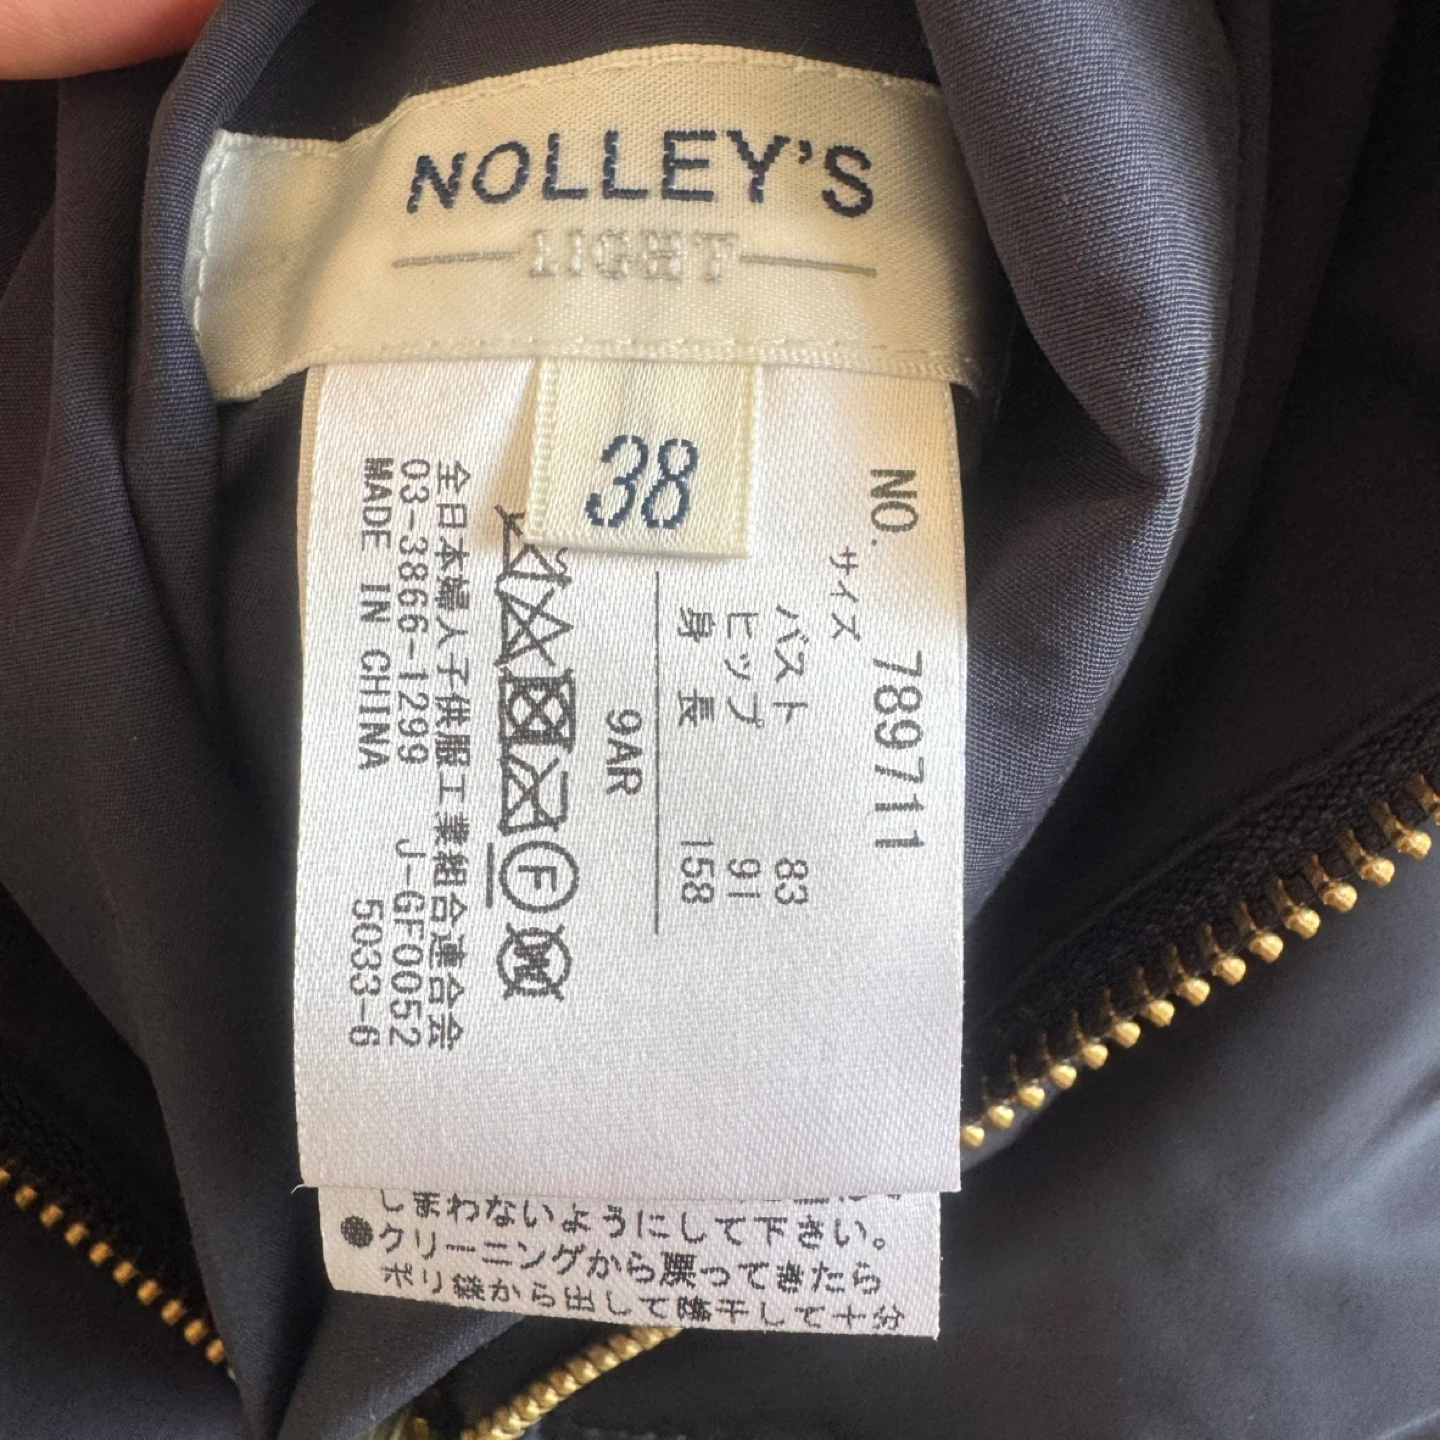 NOLLEY'S
LIGHT
38
NO. 789711
サイズ
バスト 83
ヒップ 91
身長 158
9AR
F
W
全日本婦人子供服工業組合連合会
03-3866-1299 J-GF0052
MADE IN CHINA 5033-6
しまわないようにして下さい。
●クリーニングから戻ってきたら
ポリ袋から出して陰干しして十分